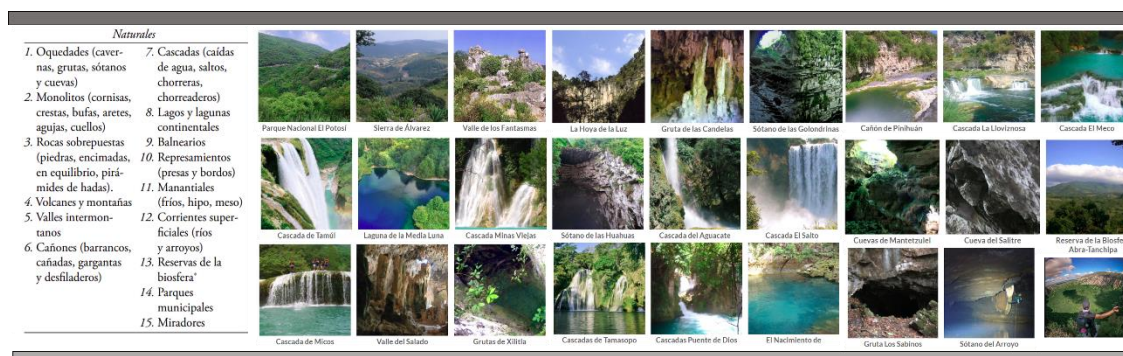 Naturales
1. Oquedades (caver-
nas, grutas, sótanos
y cuevas)
2. Monolitos (cornisas,
crestas, bufas, aretes,
agujas, cuellos)
3. Rocas sobrepuestas
(piedras, encimadas,
en equilibrio, pirá-
mides de hadas).
4. Volcanes y montañas
5. Valles intermon-
tanos
6. Cañones (barrancos,
cañadas, gargantas
y desfiladeros)
7. Cascadas (caídas
de agua, saltos,
chorreras,
chorreaderos)
8. Lagos y lagunas
continentales
9. Balnearios
10. Represamientos
(presas y bordos)
11. Manantiales
(fríos, hipo, meso)
12. Corrientes super-
ficiales (ríos
y arroyos)
13. Reservas de la
biosfera*
14. Parques
municipales
15. Miradores
Parque Nacional El Potosí
Sierra de Álvarez
Valle de los Fantasmas
La Hoya de la Luz
Gruta de las Candelas
Sótano de las Golondrinas
Cañón de Pinihuán
Cascada La Lloviznosa
Cascada El Meco
Cascada de Tamúl
Laguna de la Media Luna
Cascada Minas Viejas
Sótano de las Huahuas
Cascada del Aguacate
Cascada El Salto
Cuevas de Mantetzulel
Cueva del Salitre
Reserva de la Biosfe
Abra-Tanchipa
Cascada de Micos
Valle del Salado
Grutas de Xilitla
Cascadas de Tamasopo
Cascadas Puente de Dios
El Nacimiento de
Gruta Los Sabinos
Sótano del Arroyo